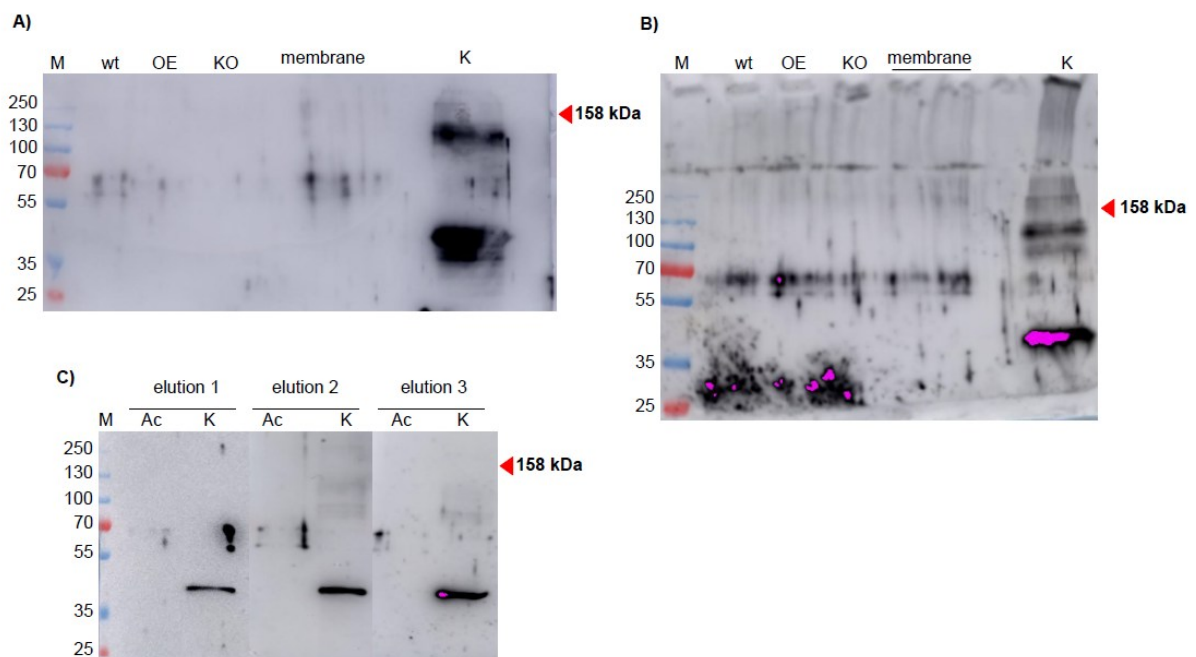 A)
M wt OE KO membrane K
250
130
100
70
55
35
25
158 kDa
B)
M wt OE KO membrane K
250
130
100
70
55
35
25
158 kDa
C)
elution 1 elution 2 elution 3
M Ac K Ac K Ac K
250
130
100
70
55
35
25
158 kDa